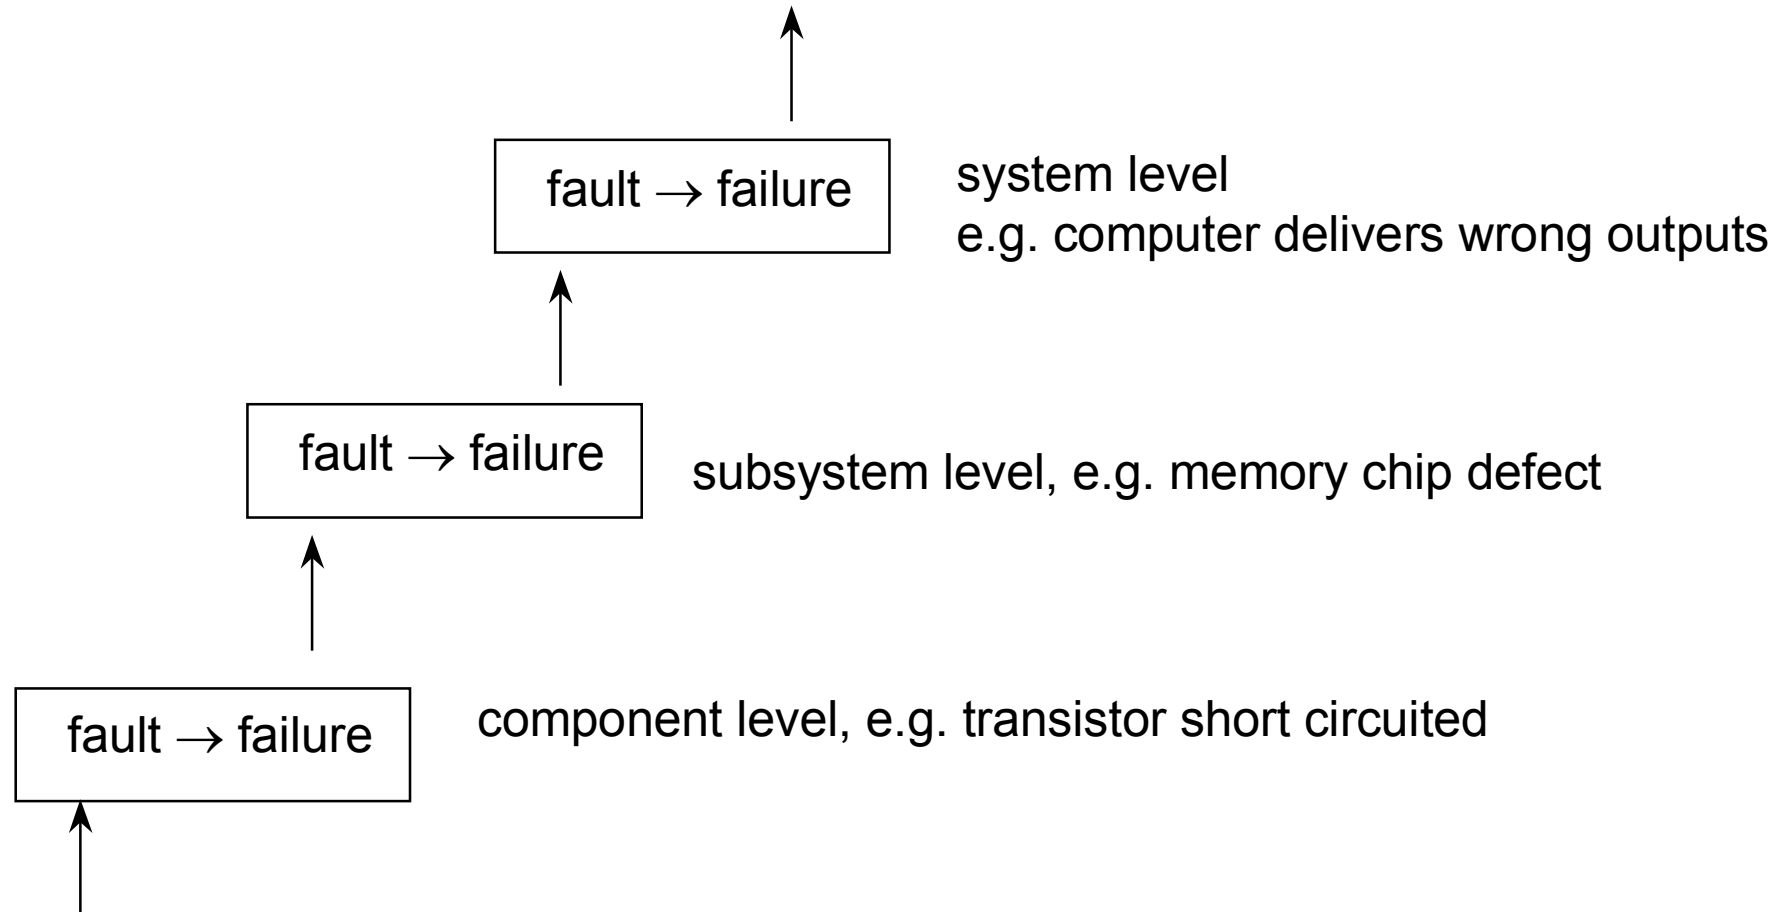 fault → failure
system level
e.g. computer delivers wrong outputs
fault → failure
subsystem level, e.g. memory chip defect
fault → failure
component level, e.g. transistor short circuited